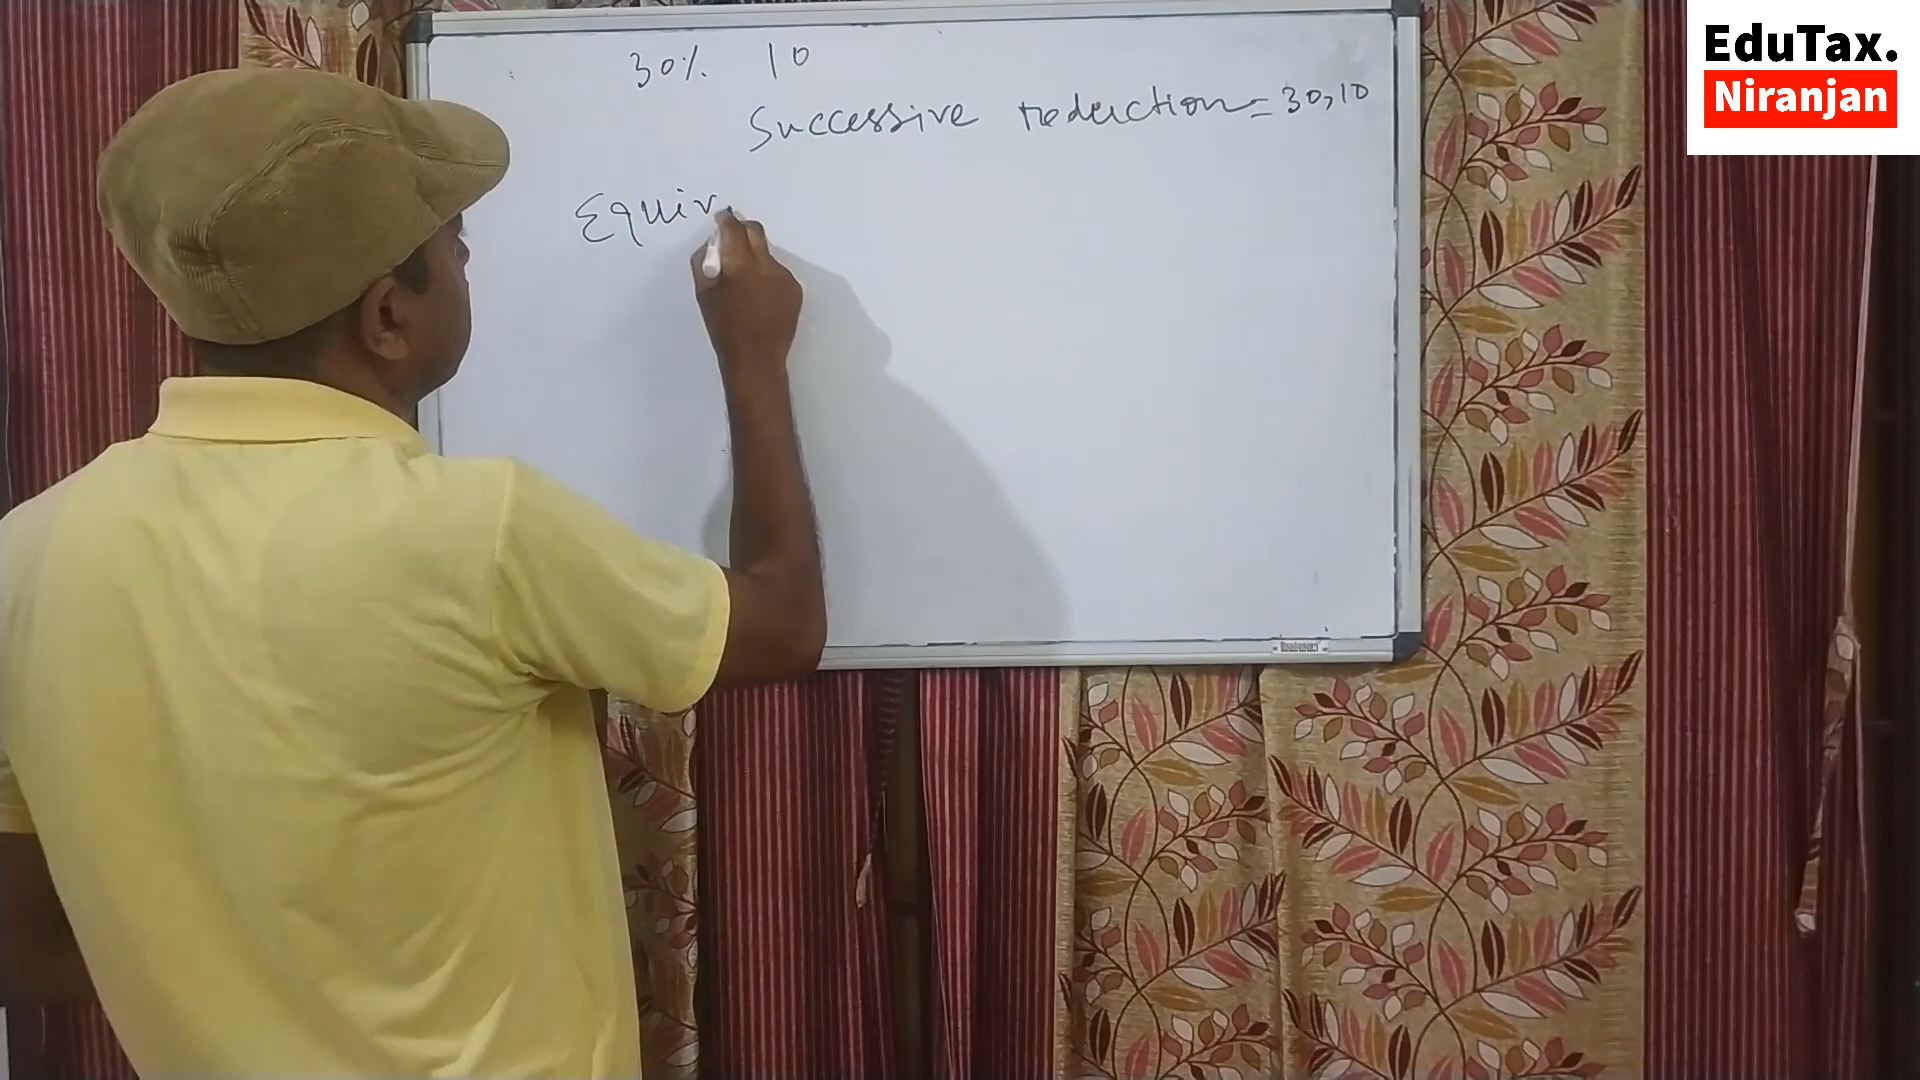 30% 10
Successive reduction = 30,10
Equiv
EduTax.
Niranjan